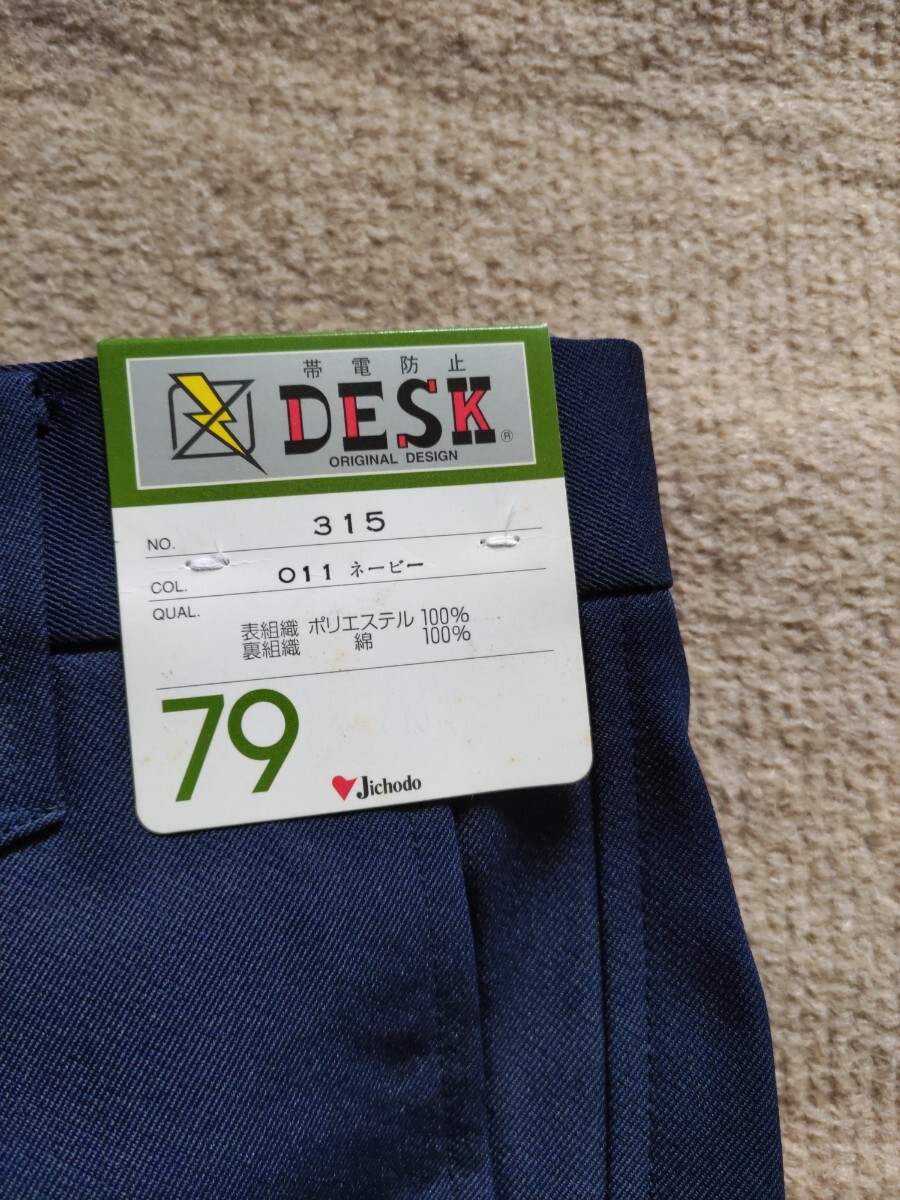 帯電防止
DESK®
ORIGINAL DESIGN
NO. 315
COL. 011 ネービー
QUAL.
表組織 ポリエステル 100%
裏組織 綿 100%
79
Jichodo